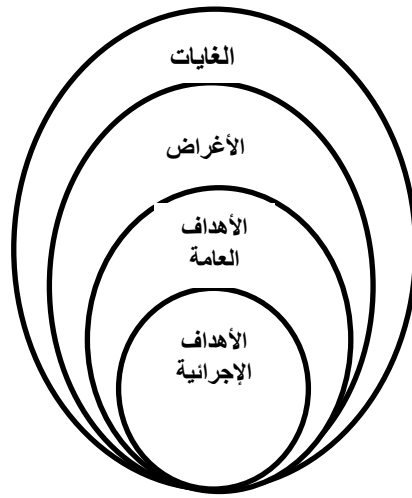 الغايات
الأغراض
الأهداف
العامة
الأهداف
الإجرائية